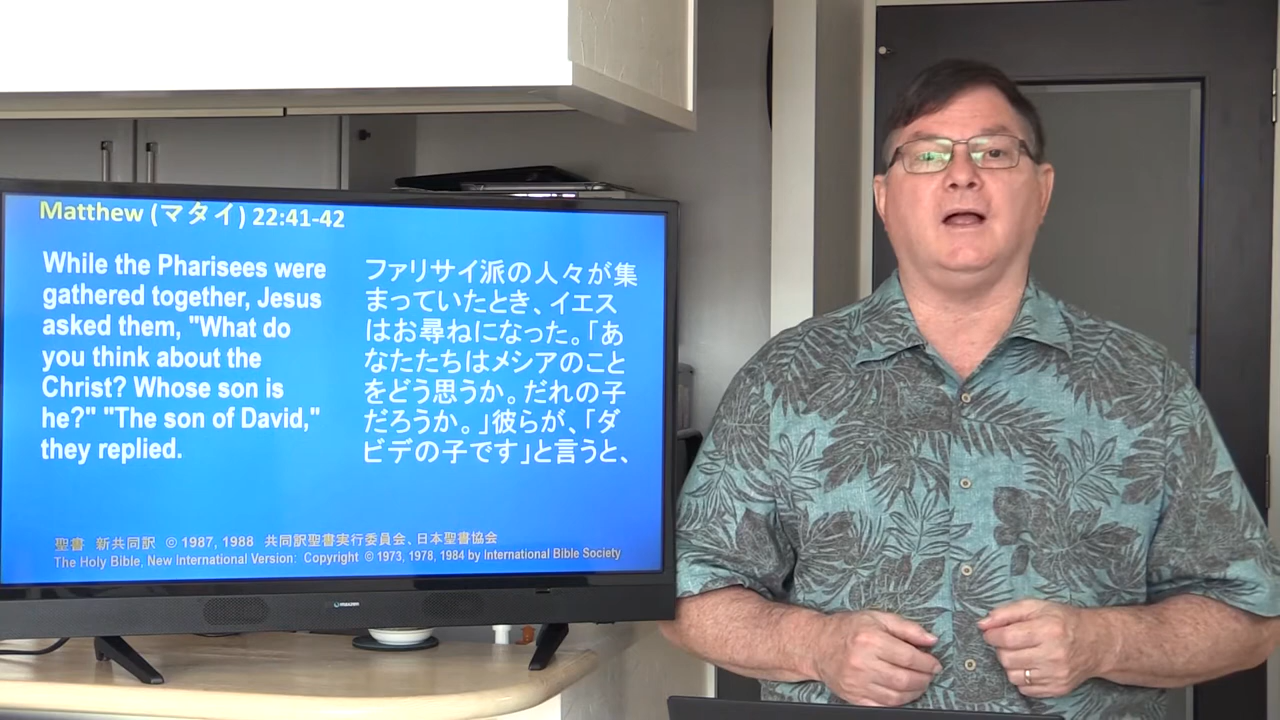 Matthew (マタイ) 22:41-42
While the Pharisees were
gathered together, Jesus
asked them, "What do
you think about the
Christ? Whose son is
he?" "The son of David,"
they replied.
ファリサイ派の人々が集
まっていたとき、イエス
はお尋ねになった。「あ
なたたちはメシアのこと
をどう思うか。だれの子
だろうか。」彼らが、「ダ
ビデの子です」と言うと、
聖書 新共同訳 © 1987, 1988 共同訳聖書実行委員会、日本聖書協会
The Holy Bible, New International Version: Copyright © 1973, 1978, 1984 by International Bible Society
maxzen